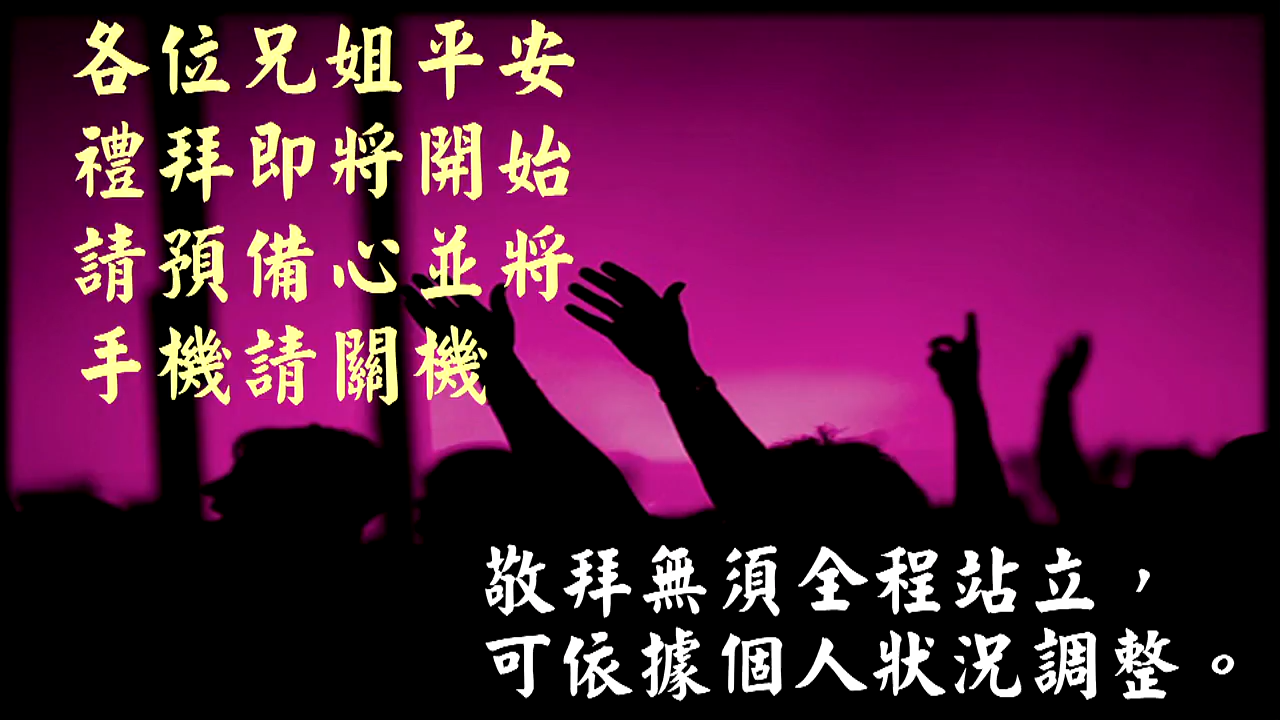 各位兄姐平安
禮拜即將開始
請預備心並將
手機請關機
敬拜無須全程站立，
可依據個人狀況調整。